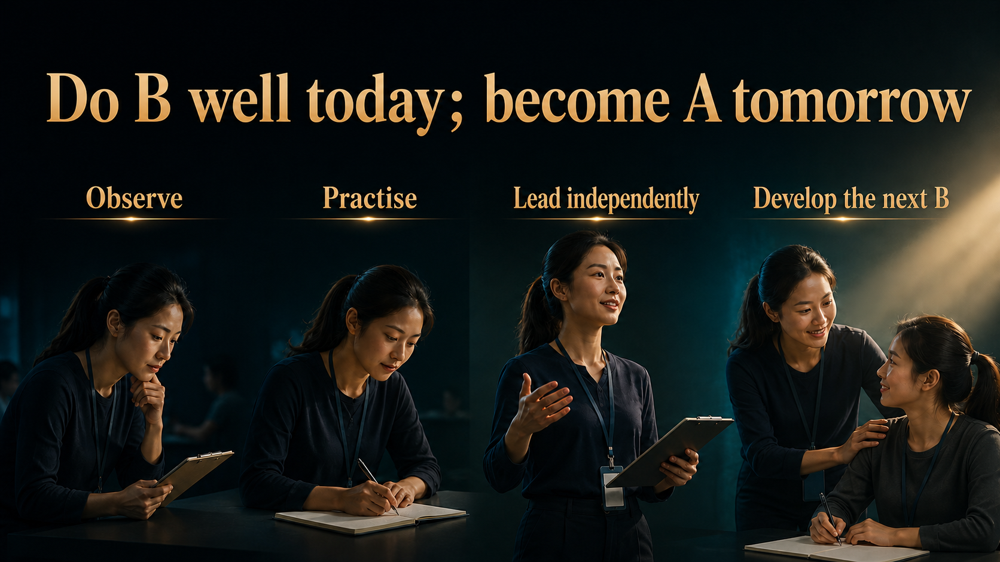 Do B well today; become A tomorrow
Observe
Practise
Lead independently
Develop the next B